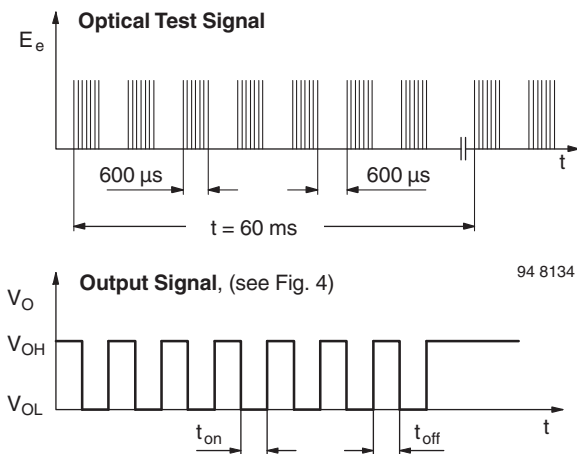 Optical Test Signal
E e
t
600 µs
600 µs
t = 60 ms
94 8134
Output Signal, (see Fig. 4)
V O
V OH
V OL
t on
t off
t